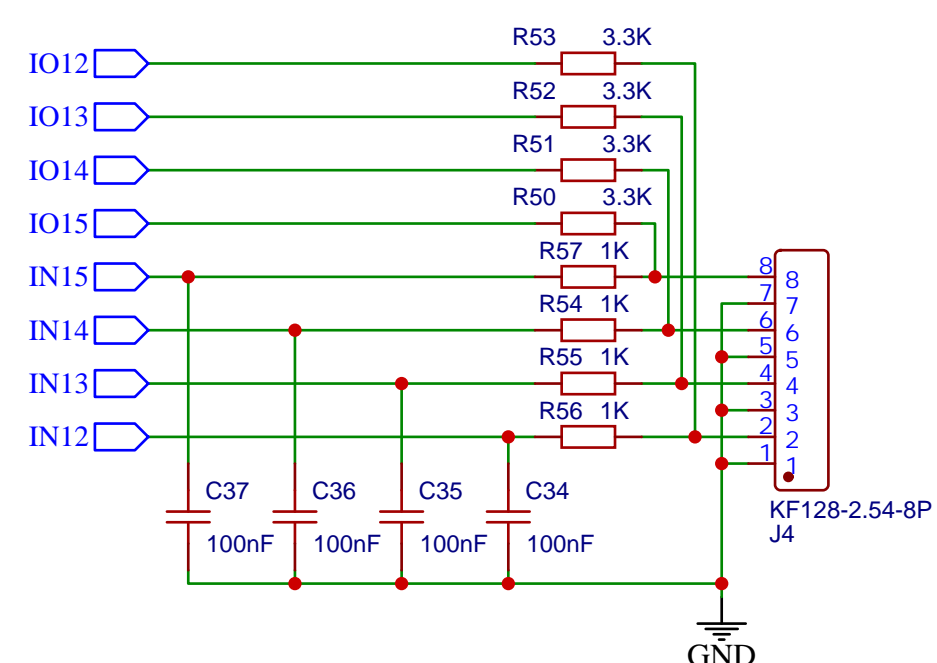 R53 3.3K
IO12
R52 3.3K
IO13
R51 3.3K
IO14
R50 3.3K
IO15
R57 1K
IN15
8 8
7 7
R54 1K
IN14
6 6
5 5
R55 1K
IN13
4 4
3 3
R56 1K
IN12
2 2
1 1
C37 C36 C35 C34
KF128-2.54-8P
J4
100nF 100nF 100nF 100nF
GND